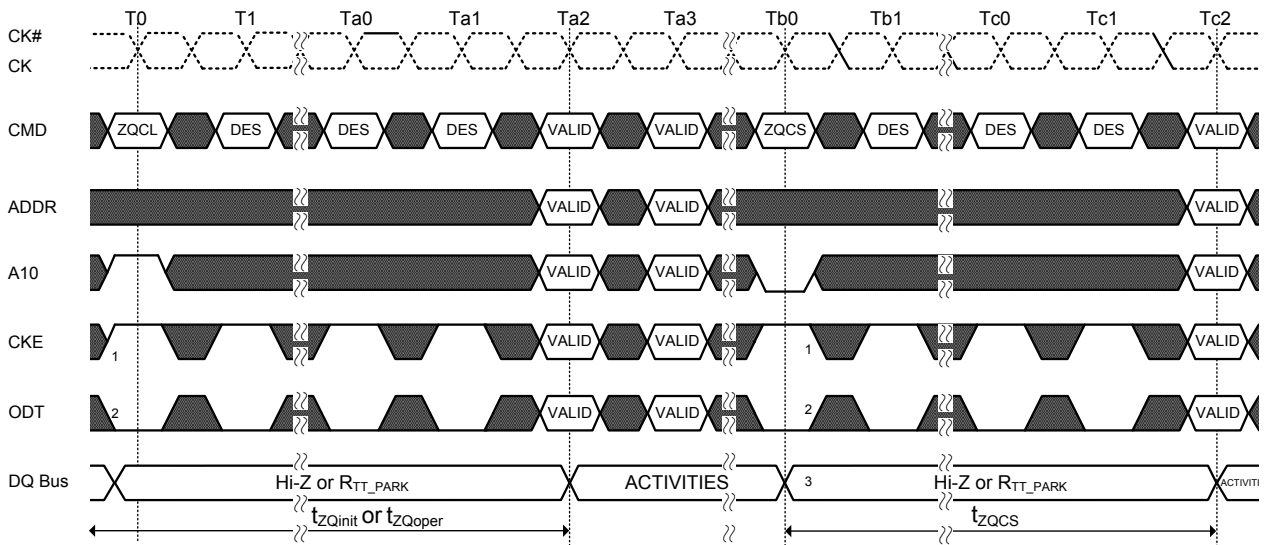 T0 T1 Ta0 Ta1 Ta2 Ta3 Tb0 Tb1 Tc0 Tc1 Tc2
CK#
CK
CMD ZQCL DES DES DES VALID VALID ZQCS DES DES DES VALID
ADDR VALID VALID VALID
A10 VALID VALID VALID
CKE 1 VALID VALID 1 VALID
ODT 2 VALID VALID 2 VALID
DQ Bus Hi-Z or RTT_PARK ACTIVITIES 3 Hi-Z or RTT_PARK ACTIVITI
tZQinit or tZQoper tZQCS